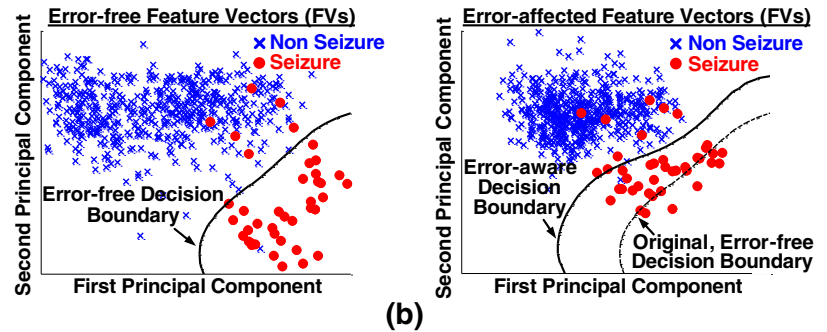 Error-free Feature Vectors (FVs)
× Non Seizure
Seizure
Second Principal Component
Error-free Decision
Boundary
First Principal Component
Error-affected Feature Vectors (FVs)
× Non Seizure
Seizure
Second Principal Component
Error-aware
Decision
Boundary
Original, Error-free
Decision Boundary
First Principal Component
(b)